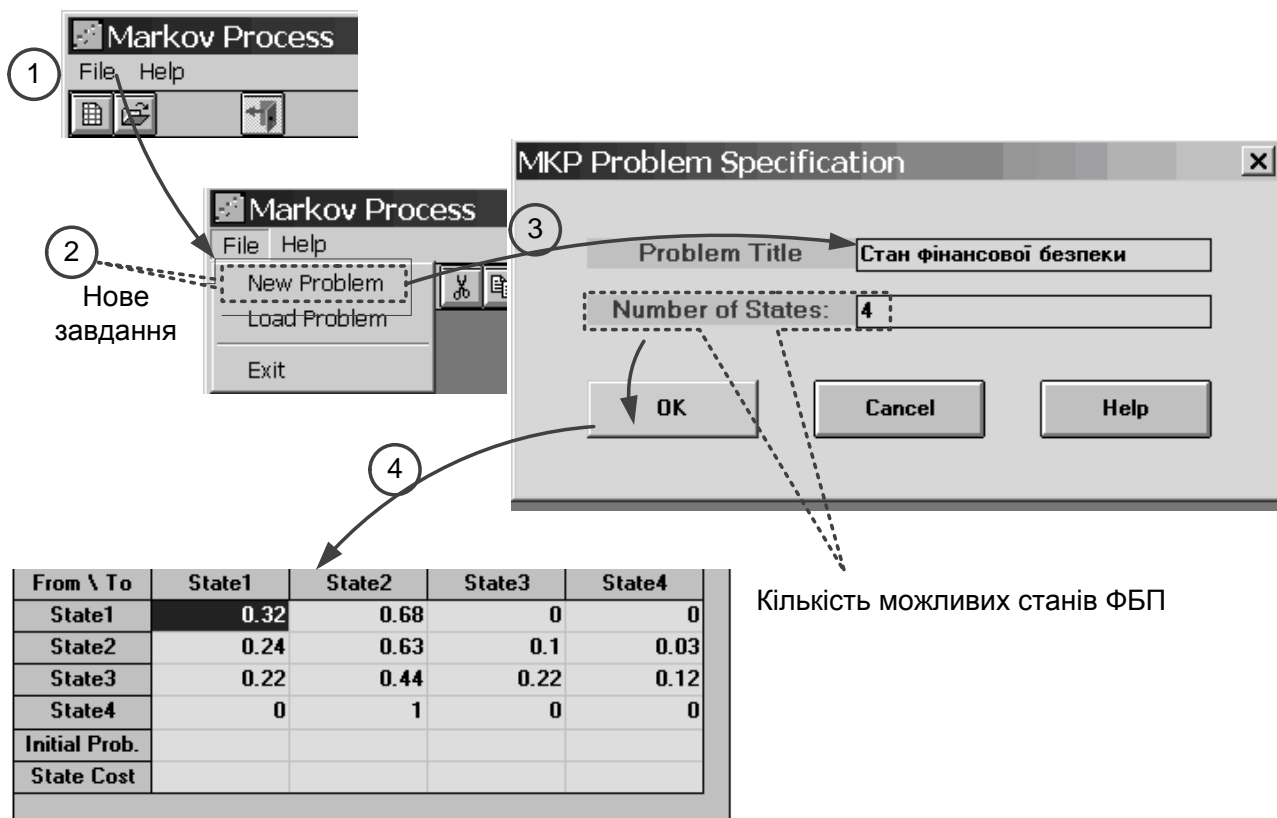 Markov Process
1
File Help
MKP Problem Specification
Markov Process
3
2
File Help
Problem Title Стан фінансової безпеки
Нове
завдання
New Problem
Number of States: 4
Load Problem
Exit
OK Cancel Help
4
Кількість можливих станів ФБП
From \ To State1 State2 State3 State4
State1 0.32 0.68 0 0
State2 0.24 0.63 0.1 0.03
State3 0.22 0.44 0.22 0.12
State4 0 1 0 0
Initial Prob.
State Cost